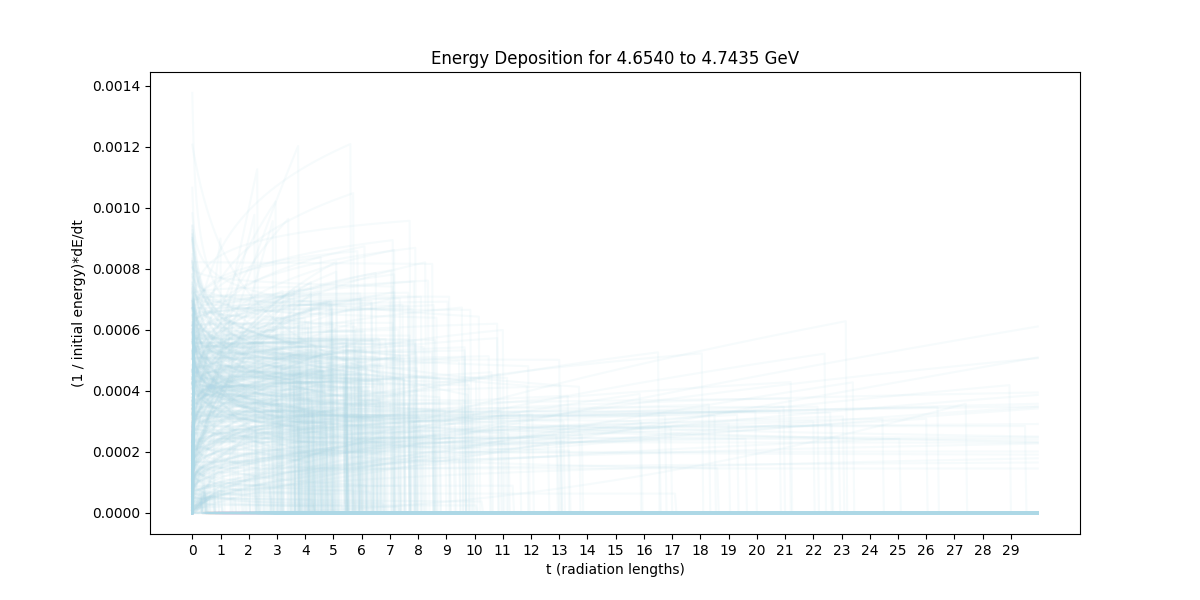 Energy Deposition for 4.6540 to 4.7435 GeV
0.0014
0.0012
0.0010
0.0008
0.0006
0.0004
0.0002
0.0000
(1 / initial energy)*dE/dt
0 1 2 3 4 5 6 7 8 9 10 11 12 13 14 15 16 17 18 19 20 21 22 23 24 25 26 27 28 29
t (radiation lengths)